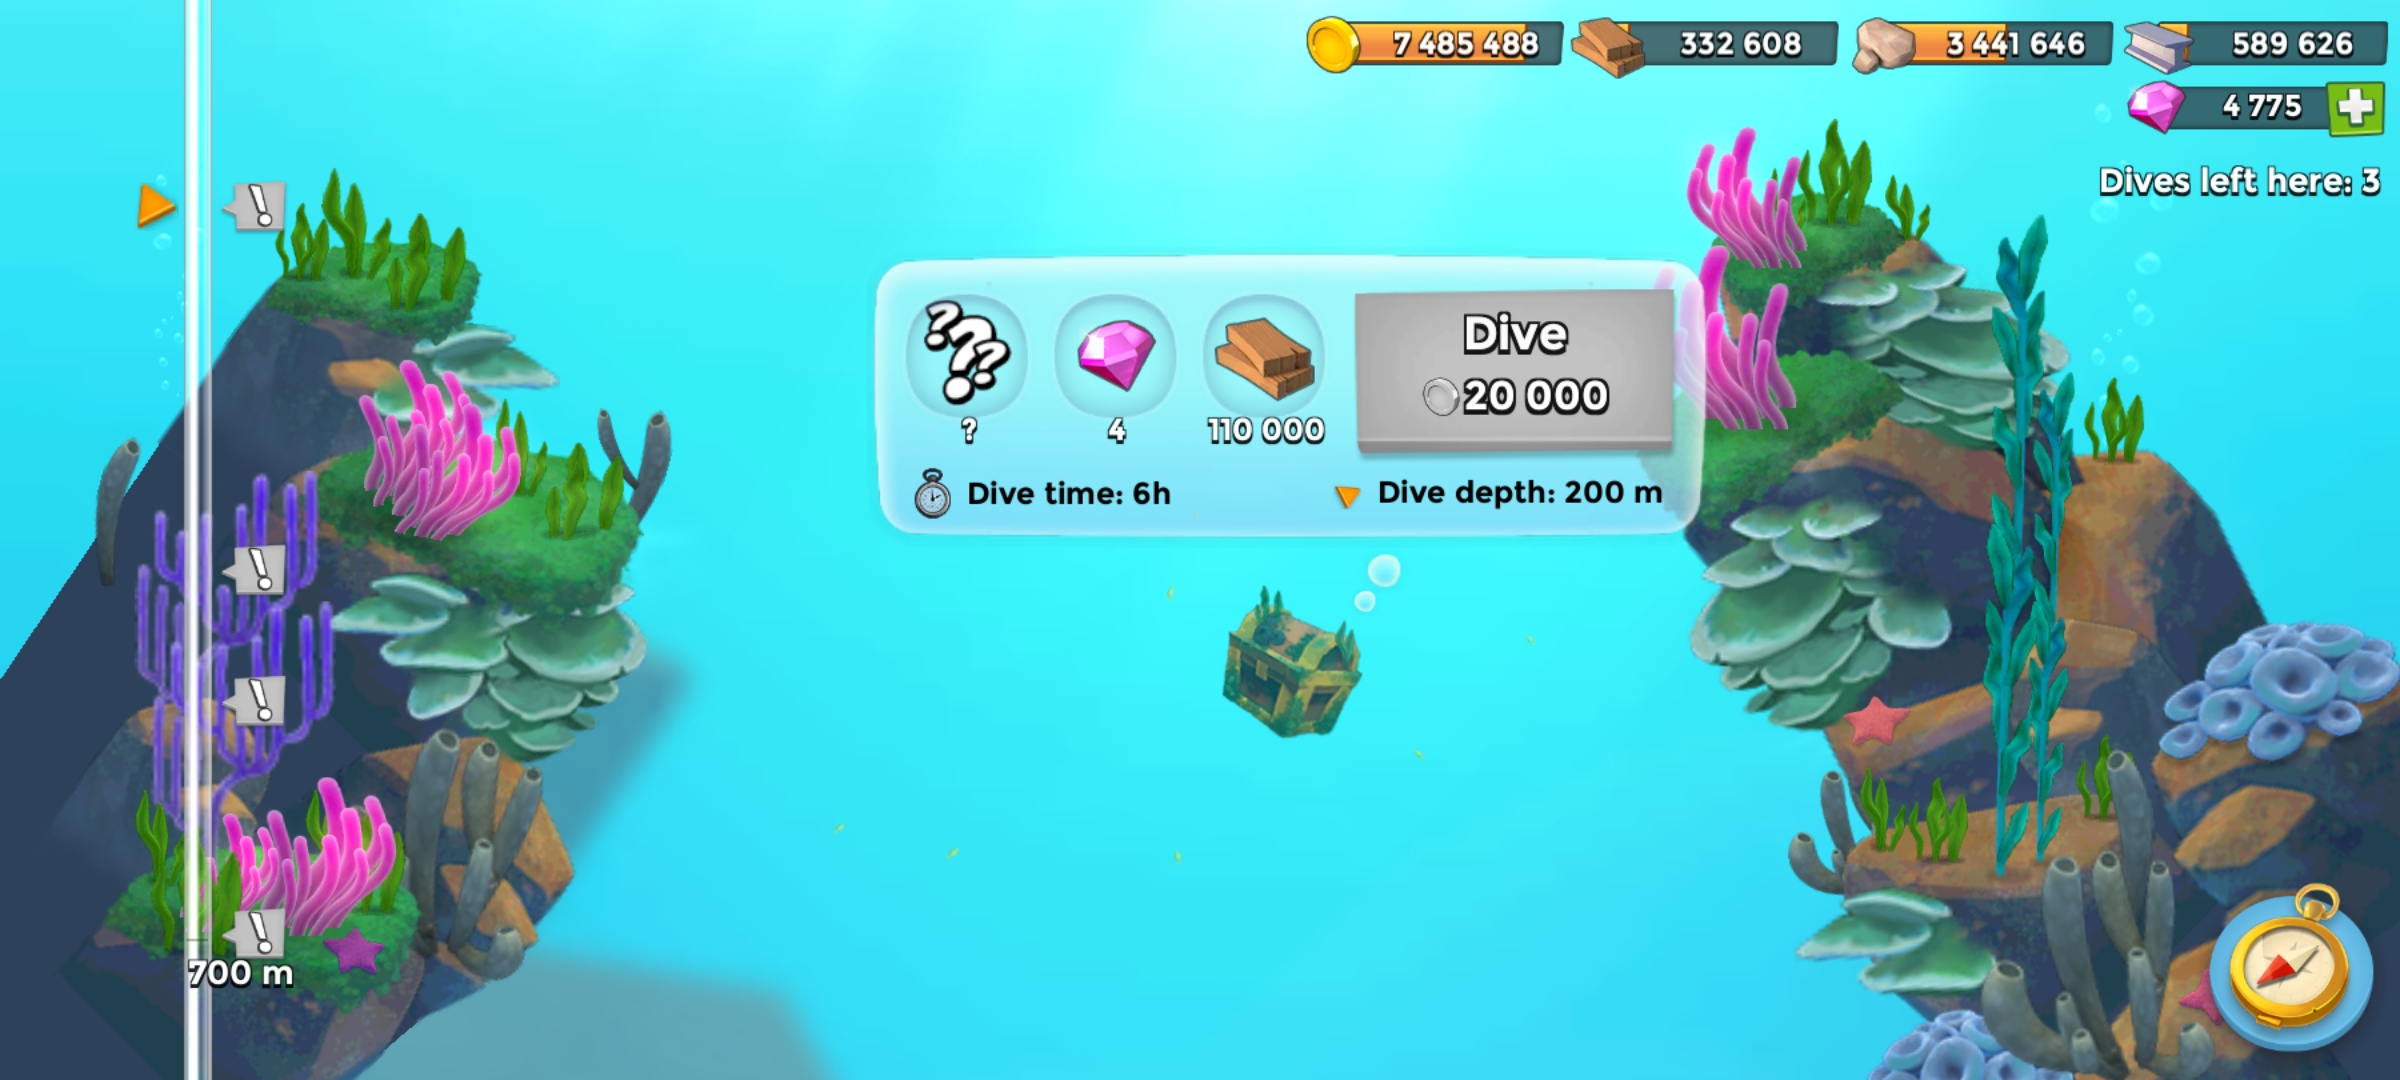 7 485 488
332 608
3 441 646
589 626
4 775
Dives left here: 3
!
???
Dive
20 000
?
4
110 000
Dive time: 6h
Dive depth: 200 m
!
!
!
700 m